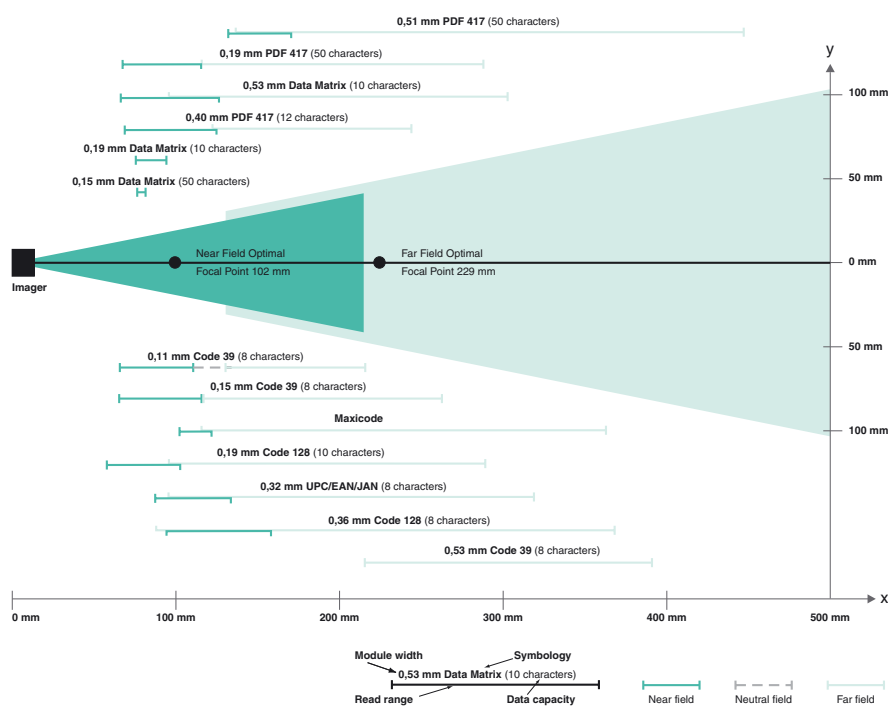 0,51 mm PDF 417 (50 characters)
y
0,19 mm PDF 417 (50 characters)
0,53 mm Data Matrix (10 characters)
100 mm
0,40 mm PDF 417 (12 characters)
0,19 mm Data Matrix (10 characters)
0,15 mm Data Matrix (50 characters)
50 mm
Near Field Optimal
Focal Point 102 mm
Far Field Optimal
Focal Point 229 mm
0 mm
Imager
50 mm
0,11 mm Code 39 (8 characters)
0,15 mm Code 39 (8 characters)
Maxicode
100 mm
0,19 mm Code 128 (10 characters)
0,32 mm UPC/EAN/JAN (8 characters)
0,36 mm Code 128 (8 characters)
0,53 mm Code 39 (8 characters)
x
0 mm
100 mm
200 mm
300 mm
400 mm
500 mm
Module width
Symbology
0,53 mm Data Matrix (10 characters)
Read range
Data capacity
Near field
Neutral field
Far field